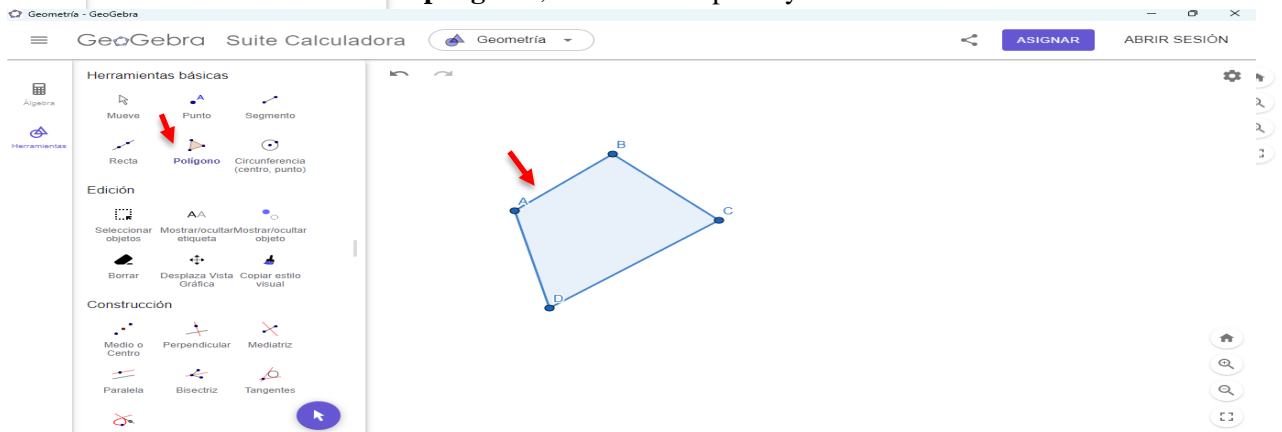 Geometría - GeoGebra
GeoGebra Suite Calculadora
Geometría
ASIGNAR
ABRIR SESIÓN
Álgebra
Herramientas
Herramientas básicas
Mueve
Punto
Segmento
Recta
Polígono
Circunferencia
(centro, punto)
Edición
Seleccionar
objetos
Mostrar/ocultar
etiqueta
Mostrar/ocultar
objeto
Borrar
Desplaza Vista
Gráfica
Copiar estilo
visual
Construcción
Medio o
Centro
Perpendicular
Mediatriz
Paralela
Bisectriz
Tangentes
A
AA
B
A
C
D